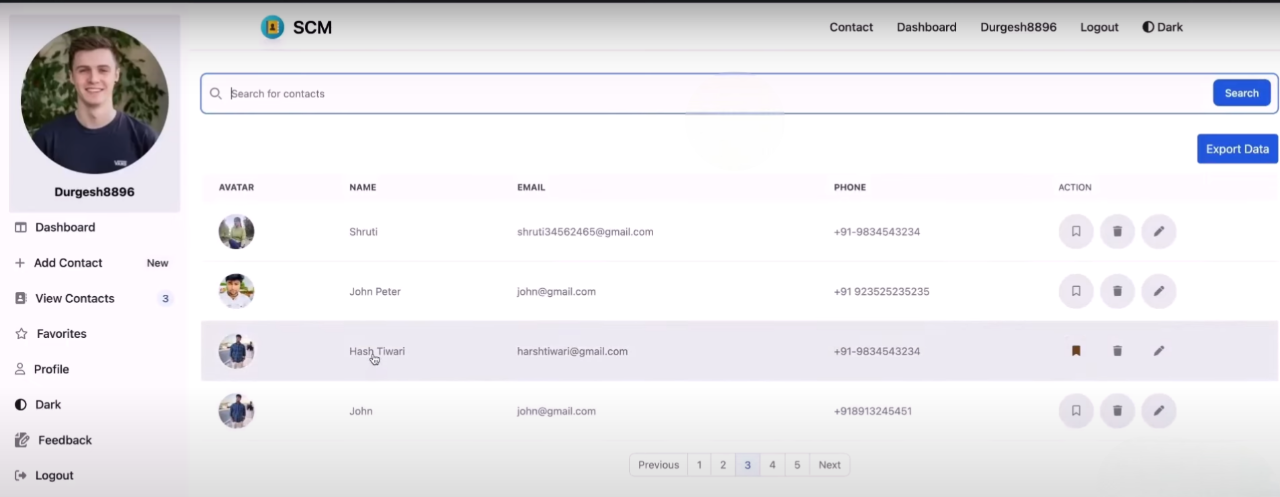 SCM
Contact Dashboard Durgesh8896 Logout Dark
Durgesh8896
Dashboard
Add Contact New
View Contacts 3
Favorites
Profile
Dark
Feedback
Logout
Search for contacts Search
Export Data
AVATAR NAME EMAIL PHONE ACTION
Shruti shruti34562465@gmail.com +91-9834543234
John Peter john@gmail.com +91 923525235235
Hash Tiwari harshtiwari@gmail.com +91-9834543234
John john@gmail.com +918913245451
Previous 1 2 3 4 5 Next